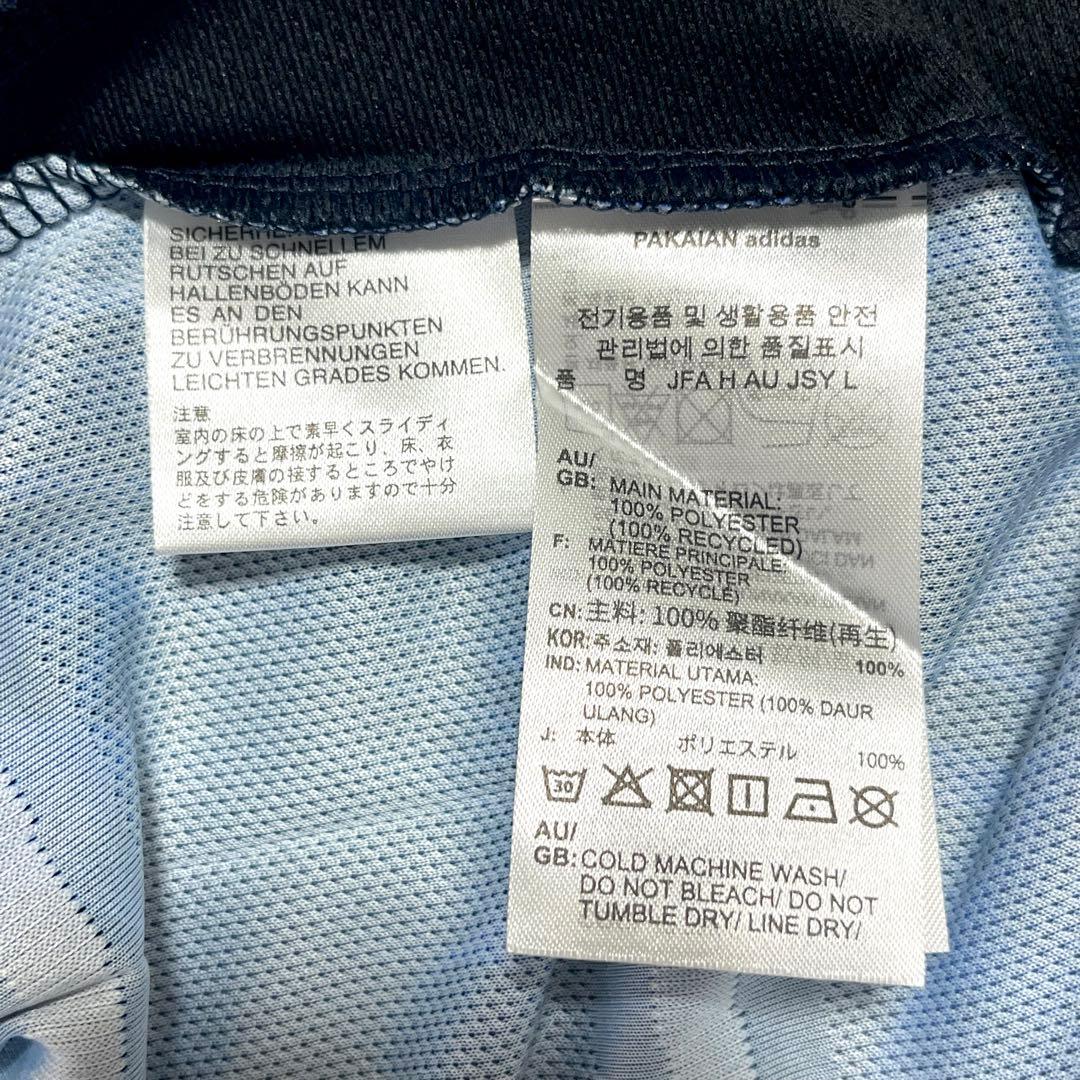 BEI ZU SCHNELLEM
RUTSCHEN AUF
HALLENBÖDEN KANN
ES AN DEN
BERÜHRUNGSPUNKTEN
ZU VERBRENNUNGEN
LEICHTEN GRADES KOMMEN.
注意
室内の床の上で素早くスライディ
ングすると摩擦が起こり、床、衣
服及び皮膚の接するところでやけ
どをする危険がありますので十分
注意して下さい。
PAKAIAN adidas
전기용품 및 생활용품 안전
관리법에 의한 품질표시
품 명 JFA H AU JSY L
AU/
GB: MAIN MATERIAL:
100% POLYESTER
(100% RECYCLED)
F: MATIERE PRINCIPALE:
100% POLYESTER
(100% RECYCLÉ)
CN: 主料: 100% 聚酯纤维(再生)
KOR: 주소재: 폴리에스터 100%
IND: MATERIAL UTAMA:
100% POLYESTER (100% DAUR
ULANG)
J: 本体 ポリエステル 100%
30
AU/
GB: COLD MACHINE WASH/
DO NOT BLEACH/ DO NOT
TUMBLE DRY/ LINE DRY/